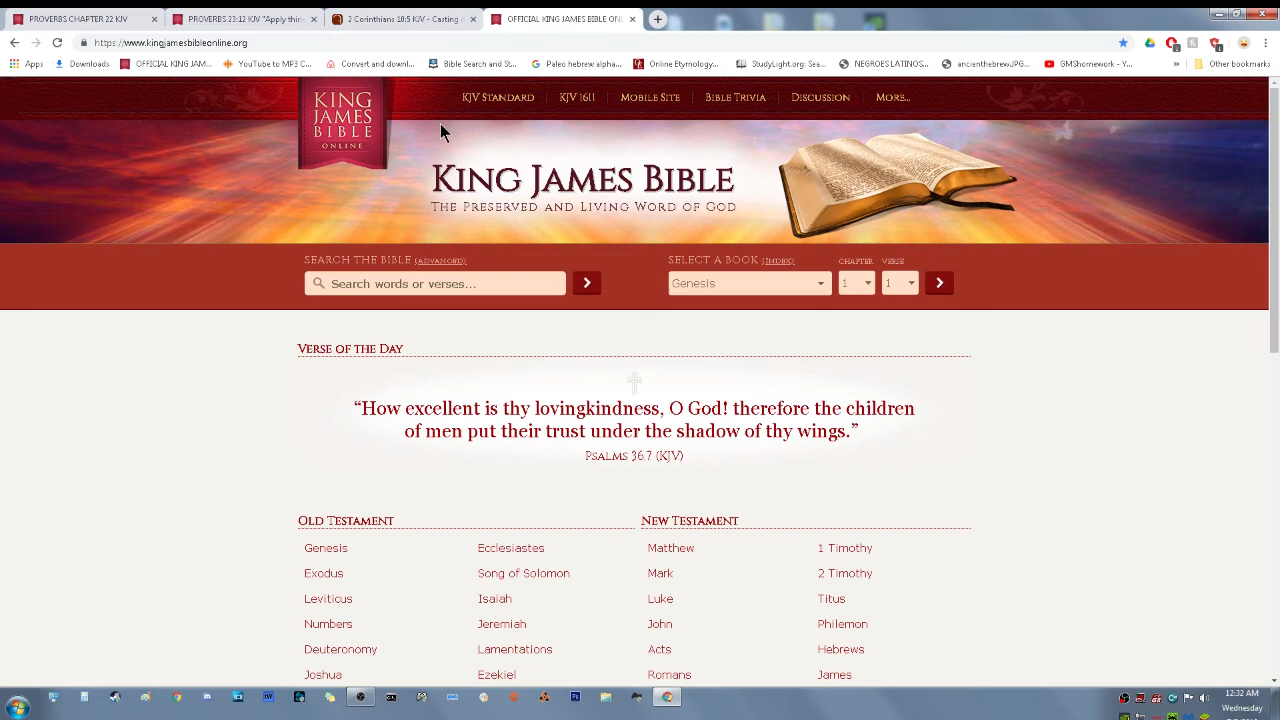 PROVERBS CHAPTER 22 KJV
PROVERBS 23:12 KJV "Apply thine
2 Corinthians 10:5 KJV - Casting
OFFICIAL KING JAMES BIBLE ONL
https://www.kingjamesbibleonline.org
Apps
Downloads
OFFICIAL KING JAM...
YouTube to MP3 C...
Convert and downl...
Bible Search and S...
Paleo hebrew alpha...
Online Etymology...
StudyLight.org: Sea...
NEGROES LATINOS...
ancienthebrewJPG...
GMShomework - Y...
»
Other bookmarks
KING
JAMES
BIBLE
ONLINE
KJV STANDARD
KJV 1611
MOBILE SITE
BIBLE TRIVIA
DISCUSSION
MORE...
KING JAMES BIBLE
THE PRESERVED AND LIVING WORD OF GOD
SEARCH THE BIBLE (ADVANCED)
SELECT A BOOK (INDEX)
CHAPTER
VERSE
Search words or verses...
Genesis
1
1
VERSE OF THE DAY
“How excellent is thy lovingkindness, O God! therefore the children
of men put their trust under the shadow of thy wings.”
PSALMS 36:7 (KJV)
OLD TESTAMENT
NEW TESTAMENT
Genesis
Ecclesiastes
Matthew
1 Timothy
Exodus
Song of Solomon
Mark
2 Timothy
Leviticus
Isaiah
Luke
Titus
Numbers
Jeremiah
John
Philemon
Deuteronomy
Lamentations
Acts
Hebrews
Joshua
Ezekiel
Romans
James
12:32 AM
Wednesday